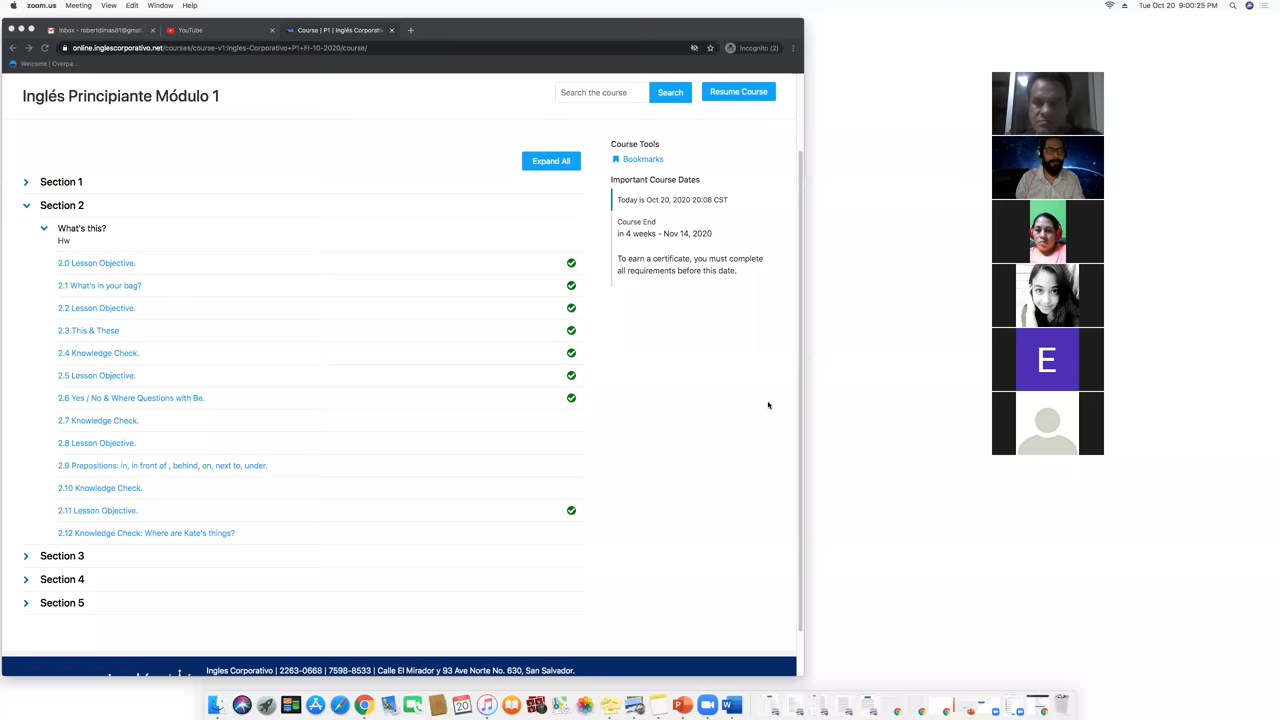 zoom.us Meeting View Edit Window Help Tue Oct 20 9:00:25 PM
Inbox - robertdimas81@gmai YouTube Course | P1 | Inglés Corporativ
online.inglescorporativo.net/courses/course-v1:Ingles-Corporativo+P1+FI-10-2020/course/ Incognito (2)
Welcome | Overpa...
Inglés Principiante Módulo 1
Search the course Search Resume Course
Expand All
Section 1
Section 2
What's this?
Hw
2.0 Lesson Objective.
2.1 What's in your bag?
2.2 Lesson Objective.
2.3 This & These
2.4 Knowledge Check.
2.5 Lesson Objective.
2.6 Yes / No & Where Questions with Be.
2.7 Knowledge Check.
2.8 Lesson Objective.
2.9 Prepositions: in, in front of , behind, on, next to, under.
2.10 Knowledge Check.
2.11 Lesson Objective.
2.12 Knowledge Check: Where are Kate's things?
Section 3
Section 4
Section 5
Course Tools
Bookmarks
Important Course Dates
Today is Oct 20, 2020 20:08 CST
Course End
in 4 weeks - Nov 14, 2020
To earn a certificate, you must complete
all requirements before this date.
Ingles Corporativo | 2263-0668 | 7598-8533 | Calle El Mirador y 93 Ave Norte No. 630, San Salvador.
E
20